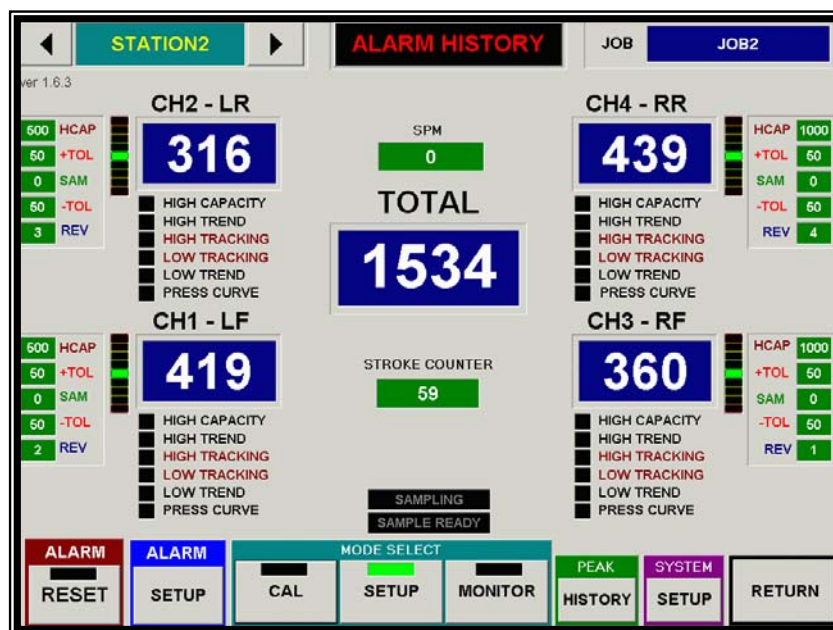 STATION2 ALARM HISTORY JOB JOB2
ver 1.6.3
CH2 - LR
500 HCAP
50 +TOL
0 SAM
50 -TOL
3 REV
316
HIGH CAPACITY
HIGH TREND
HIGH TRACKING
LOW TRACKING
LOW TREND
PRESS CURVE
SPM
0
TOTAL
1534
CH4 - RR
439
HCAP 1000
+TOL 50
SAM 0
-TOL 50
REV 4
HIGH CAPACITY
HIGH TREND
HIGH TRACKING
LOW TRACKING
LOW TREND
PRESS CURVE
CH1 - LF
500 HCAP
50 +TOL
0 SAM
50 -TOL
2 REV
419
HIGH CAPACITY
HIGH TREND
HIGH TRACKING
LOW TRACKING
LOW TREND
PRESS CURVE
STROKE COUNTER
59
SAMPLING
SAMPLE READY
CH3 - RF
360
HCAP 1000
+TOL 50
SAM 0
-TOL 50
REV 1
HIGH CAPACITY
HIGH TREND
HIGH TRACKING
LOW TRACKING
LOW TREND
PRESS CURVE
ALARM
RESET
ALARM
SETUP
MODE SELECT
CAL SETUP MONITOR
PEAK
HISTORY
SYSTEM
SETUP
RETURN